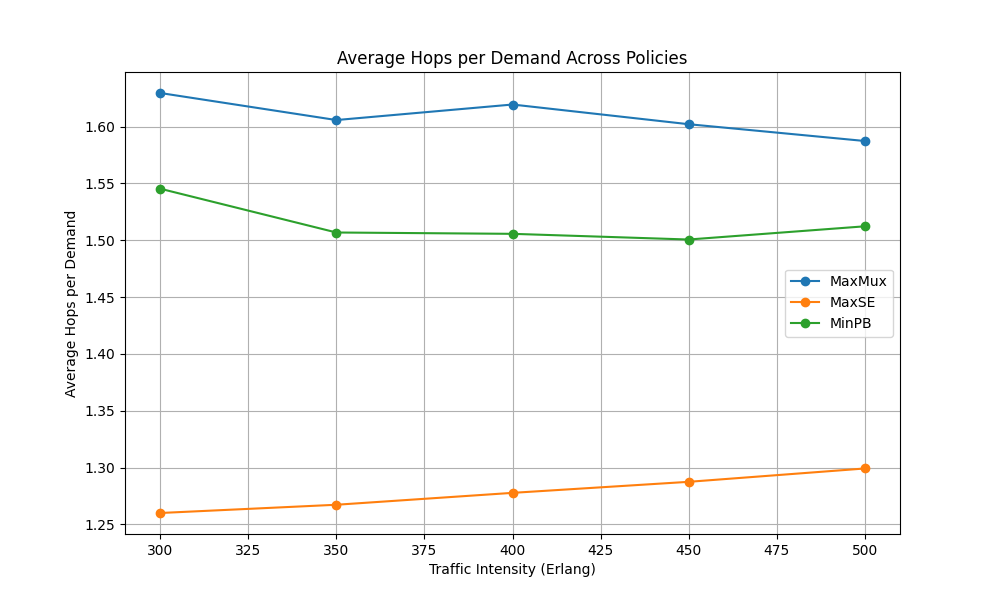 Average Hops per Demand Across Policies
Average Hops per Demand
1.60
1.55
1.50
1.45
1.40
1.35
1.30
1.25
MaxMux
MaxSE
MinPB
300 325 350 375 400 425 450 475 500
Traffic Intensity (Erlang)